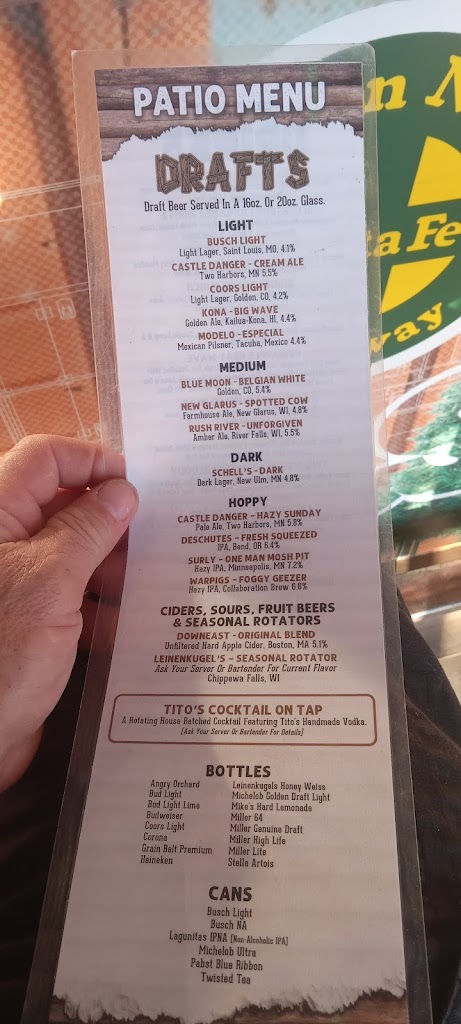 PATIO MENU
DRAFTS
Draft Beer Served In A 16oz. Or 20oz. Glass.
LIGHT
BUSCH LIGHT
Light Lager, Saint Louis, MO, 4.1%
CASTLE DANGER - CREAM ALE
Two Harbors, MN 5.5%
COORS LIGHT
Light Lager, Golden, CO, 4.2%
KONA - BIG WAVE
Golden Ale, Kailua-Kona, HI, 4.4%
MODELO - ESPECIAL
Mexican Pilsner, Tacuba, Mexico 4.4%
MEDIUM
BLUE MOON - BELGIAN WHITE
Golden, CO, 5.4%
NEW GLARUS - SPOTTED COW
Farmhouse Ale, New Glarus, WI, 4.8%
RUSH RIVER - UNFORGIVEN
Amber Ale, River Falls, WI, 5.5%
DARK
SCHELL'S - DARK
Dark Lager, New Ulm, MN 4.8%
HOPPY
CASTLE DANGER - HAZY SUNDAY
Pale Ale, Two Harbors, MN 5.8%
DESCHUTES - FRESH SQUEEZED
IPA, Bend, OR 6.4%
SURLY - ONE MAN MOSH PIT
Hazy IPA, Minneapolis, MN 7.2%
WARPIGS - FOGGY GEEZER
Hazy IPA, Collaboration Brew 6.8%
CIDERS, SOURS, FRUIT BEERS
& SEASONAL ROTATORS
DOWNEAST - ORIGINAL BLEND
Unfiltered Hard Apple Cider, Boston, MA 5.1%
LEINENKUGEL'S - SEASONAL ROTATOR
Ask Your Server Or Bartender For Current Flavor
Chippewa Falls, WI
TITO'S COCKTAIL ON TAP
A Rotating House Batched Cocktail Featuring Tito's Handmade Vodka.
(Ask Your Server Or Bartender For Details)
BOTTLES
Angry Orchard
Bud Light
Bud Light Lime
Budweiser
Coors Light
Corona
Grain Belt Premium
Heineken
Leinenkugels Honey Weiss
Michelob Golden Draft Light
Mike's Hard Lemonade
Miller 64
Miller Genuine Draft
Miller High Life
Miller Lite
Stella Artois
CANS
Busch Light
Busch NA
Lagunitas IPNA (Non-Alcoholic IPA)
Michelob Ultra
Pabst Blue Ribbon
Twisted Tea
n N
ta Fe
way